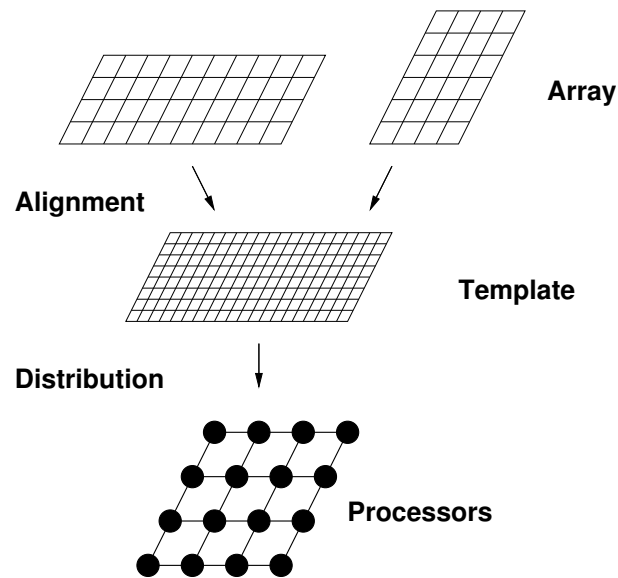 Array
Alignment
Template
Distribution
Processors